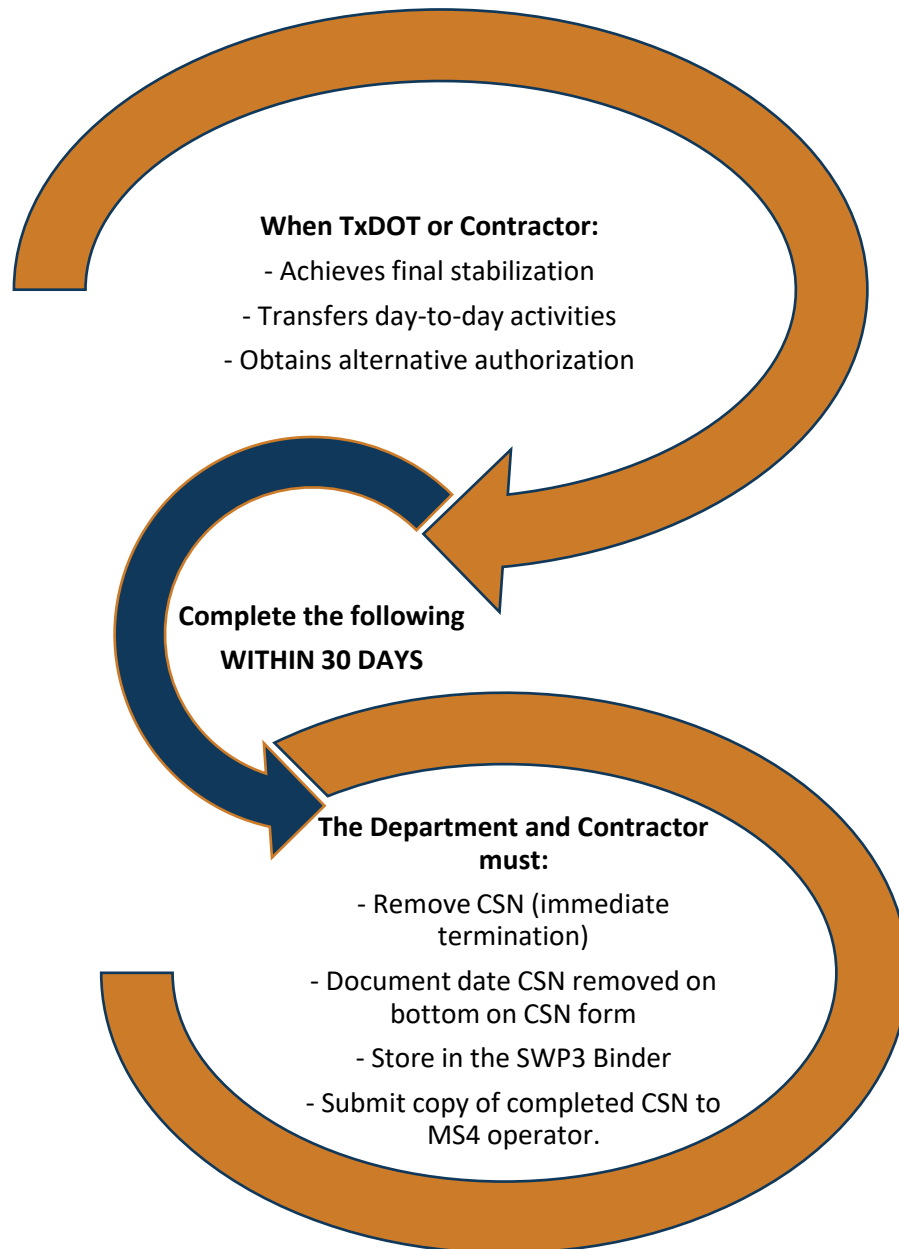 When TxDOT or Contractor:
- Achieves final stabilization
- Transfers day-to-day activities
- Obtains alternative authorization
Complete the following
WITHIN 30 DAYS
The Department and Contractor
must:
- Remove CSN (immediate
termination)
- Document date CSN removed on
bottom on CSN form
- Store in the SWP3 Binder
- Submit copy of completed CSN to
MS4 operator.